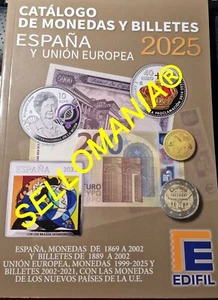 CATÁLOGO
DE MONEDAS Y BILLETES
ESPAÑA 2025
Y UNIÓN EUROPEA
SELLOMANIA®
ESPAÑA
ESPAÑA, MONEDAS DE 1869 A 2002
Y BILLETES DE 1889 A 2002
UNIÓN EUROPEA, MONEDAS 1999-2025 Y
BILLETES 2002-2021, CON LAS MONEDAS
DE LOS NUEVOS PAÍSES DE LA U.E.
E
EDIFIL